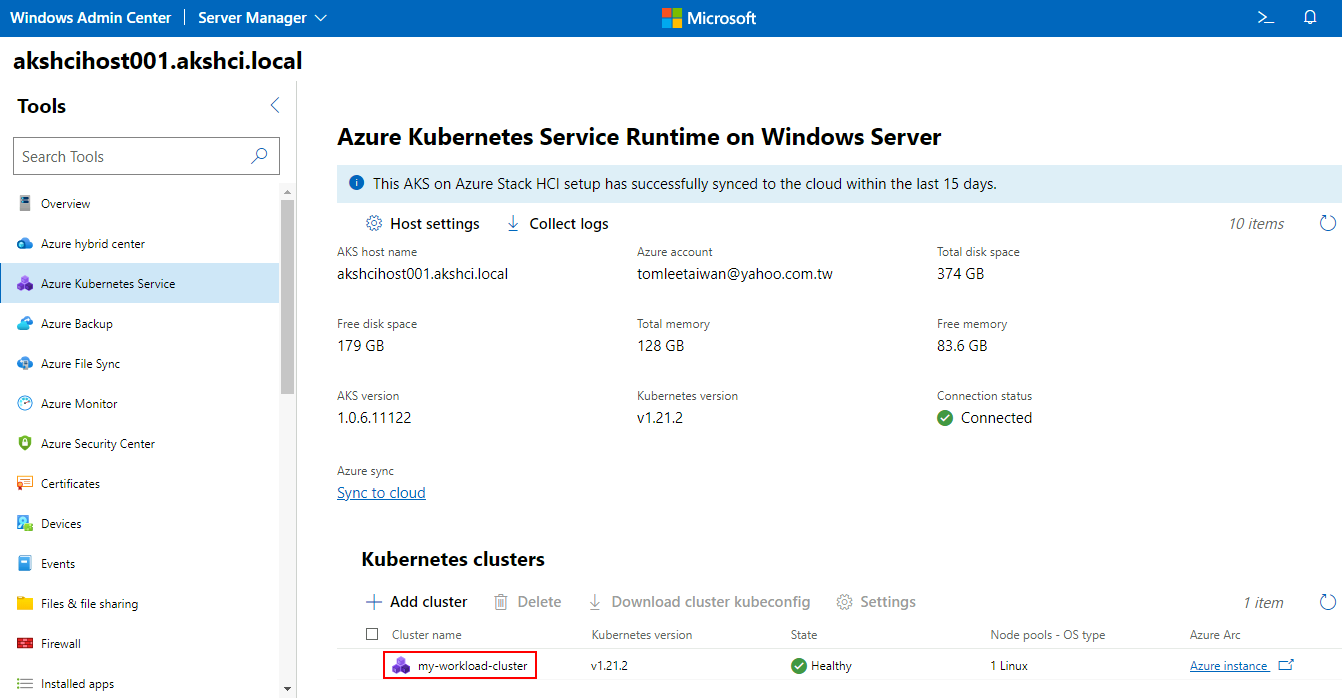 Windows Admin Center | Server Manager
Microsoft
akshcihost001.akshci.local
Tools
Search Tools
Overview
Azure hybrid center
Azure Kubernetes Service
Azure Backup
Azure File Sync
Azure Monitor
Azure Security Center
Certificates
Devices
Events
Files & file sharing
Firewall
Installed apps
Azure Kubernetes Service Runtime on Windows Server
This AKS on Azure Stack HCI setup has successfully synced to the cloud within the last 15 days.
Host settings Collect logs 10 items
AKS host name Azure account Total disk space
akshcihost001.akshci.local tomleetaiwan@yahoo.com.tw 374 GB
Free disk space Total memory Free memory
179 GB 128 GB 83.6 GB
AKS version Kubernetes version Connection status
1.0.6.11122 v1.21.2 Connected
Azure sync
Sync to cloud
Kubernetes clusters
Add cluster Delete Download cluster kubeconfig Settings 1 item
Cluster name Kubernetes version State Node pools - OS type Azure Arc
my-workload-cluster v1.21.2 Healthy 1 Linux Azure instance